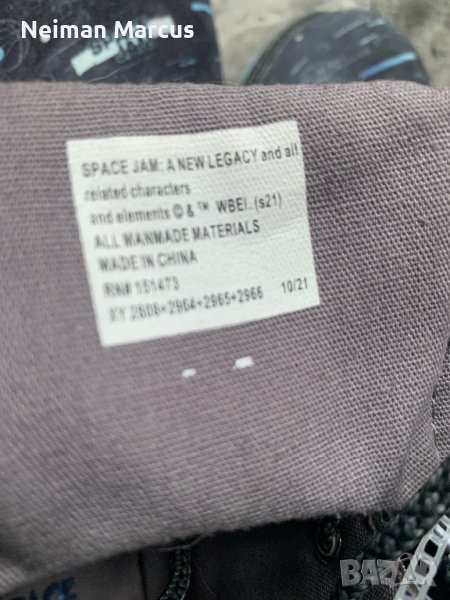 Neiman Marcus
SPACE
SPACE JAM: A NEW LEGACY and all
related characters
and elements © & ™ WBEI. (s21)
ALL MANMADE MATERIALS
MADE IN CHINA
RN# 151473
XY 2806+2964+2965+2966 10/21